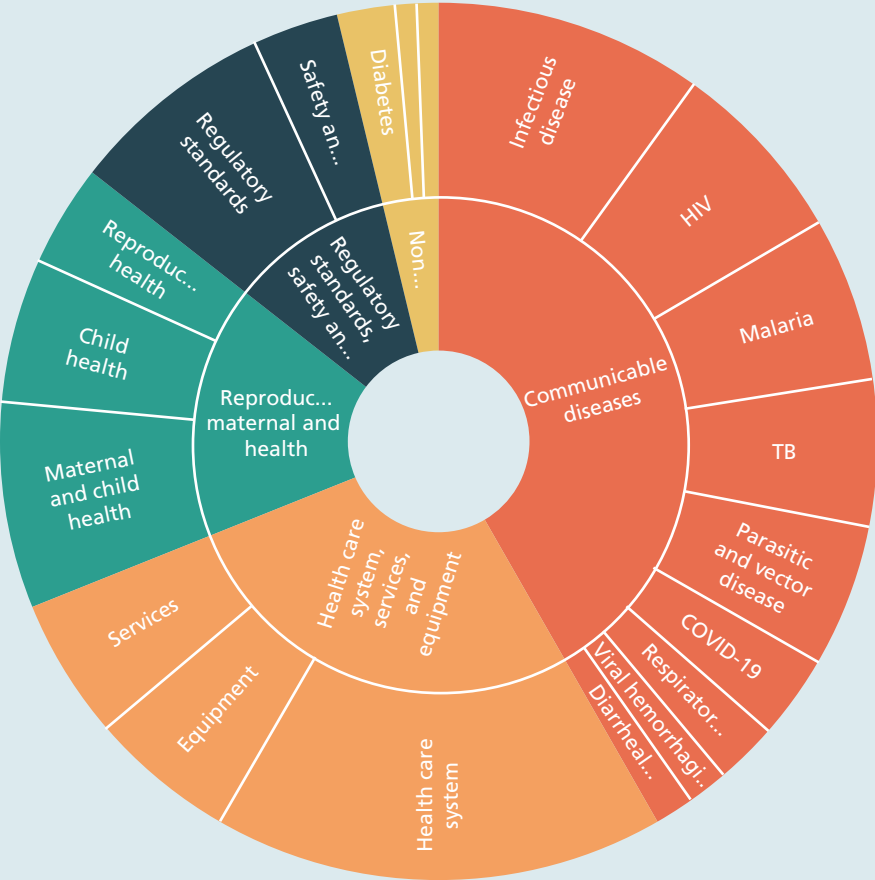 Infectious
disease
HIV
Malaria
TB
Parasitic
and vector
disease
COVID-19
Respirator...
Viral hemorrhagi..
Diarrheal...
Health care
system
Equipment
Services
Maternal
and child
health
Child
health
Reproduc...
health
Regulatory
standards
Safety an...
Diabetes
Communicable
diseases
Health care
system,
services,
and
equipment
Reproduc...
maternal and
health
Regulatory
standards,
safety an...
Non...